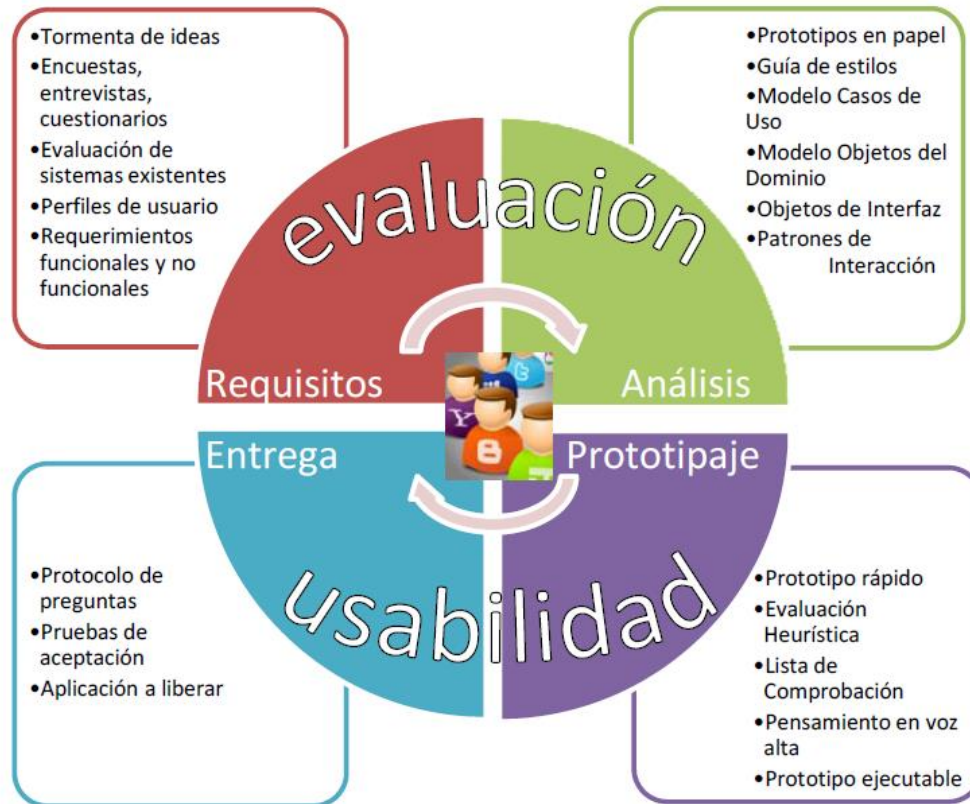 •Tormenta de ideas
•Encuestas,
entrevistas,
cuestionarios
•Evaluación de
sistemas existentes
•Perfiles de usuario
•Requerimientos
funcionales y no
funcionales
•Prototipos en papel
•Guía de estilos
•Modelo Casos de
Uso
•Modelo Objetos del
Dominio
•Objetos de Interfaz
•Patrones de
Interacción
evaluación
Requisitos
Análisis
Entrega
Prototipaje
usabilidad
•Protocolo de
preguntas
•Pruebas de
aceptación
•Aplicación a liberar
•Prototipo rápido
•Evaluación
Heurística
•Lista de
Comprobación
•Pensamiento en voz
alta
•Prototipo ejecutable